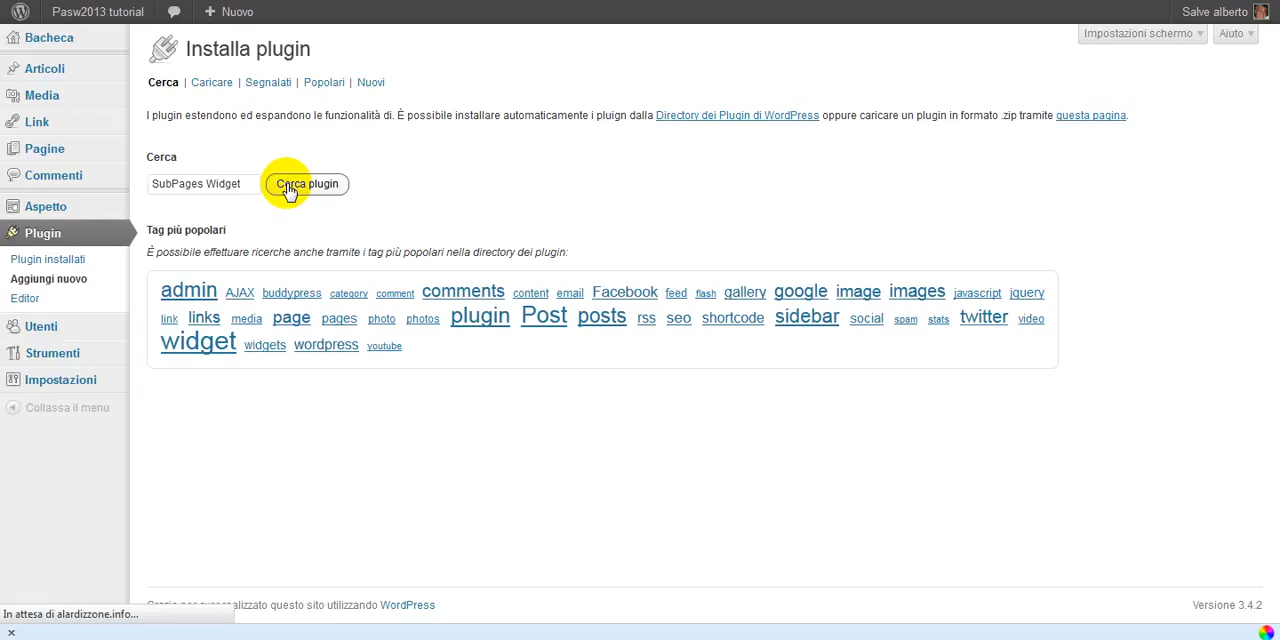 Pasw2013 tutorial
Nuovo
Salve alberto
Bacheca
Articoli
Media
Link
Pagine
Commenti
Aspetto
Plugin
Plugin installati
Aggiungi nuovo
Editor
Utenti
Strumenti
Impostazioni
Collassa il menu
Impostazioni schermo
Aiuto
Installa plugin
Cerca | Caricare | Segnalati | Popolari | Nuovi
I plugin estendono ed espandono le funzionalità di. È possibile installare automaticamente i pluign dalla Directory dei Plugin di WordPress oppure caricare un plugin in formato .zip tramite questa pagina.
Cerca
SubPages Widget
Cerca plugin
Tag più popolari
È possibile effettuare ricerche anche tramite i tag più popolari nella directory dei plugin:
admin AJAX buddypress category comment comments content email Facebook feed flash gallery google image images javascript jquery
link links media page pages photo photos plugin Post posts rss seo shortcode sidebar social spam stats twitter video
widget widgets wordpress youtube
questo sito utilizzando WordPress
Versione 3.4.2
In attesa di alardizzone.info...